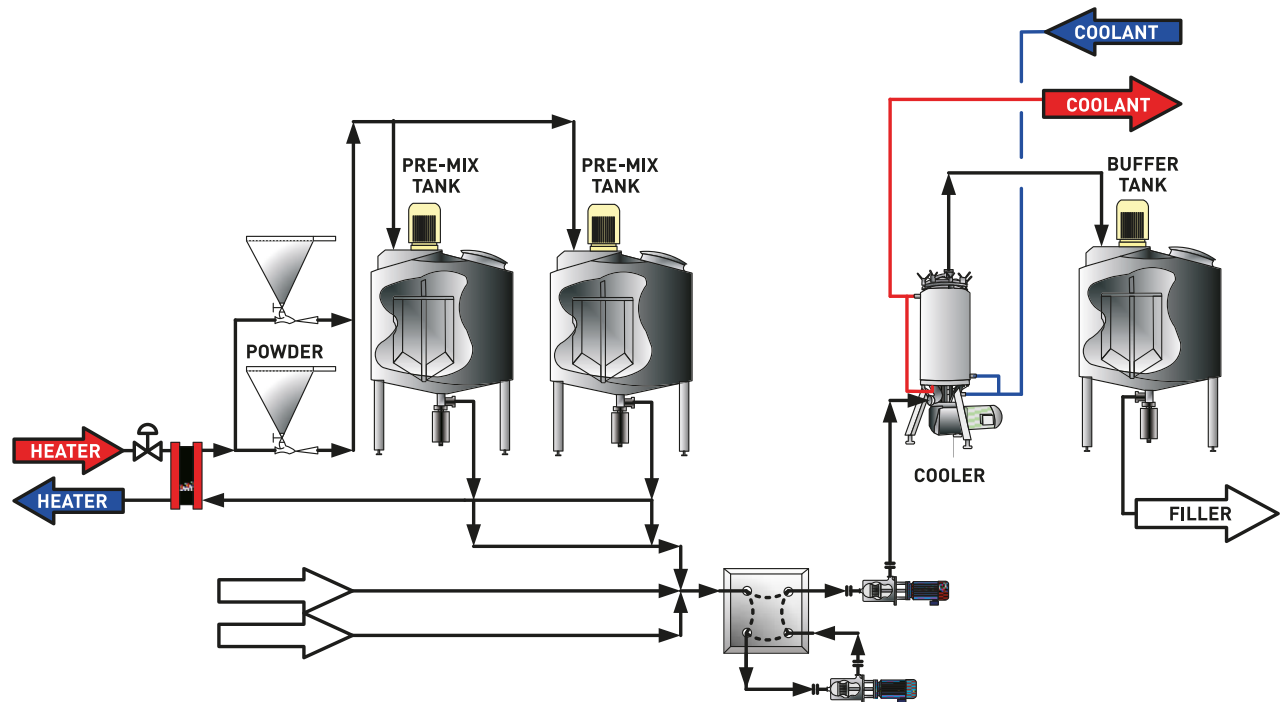 COOLANT
COOLANT
PRE-MIX
TANK
PRE-MIX
TANK
BUFFER
TANK
POWDER
HEATER
HEATER
COOLER
FILLER